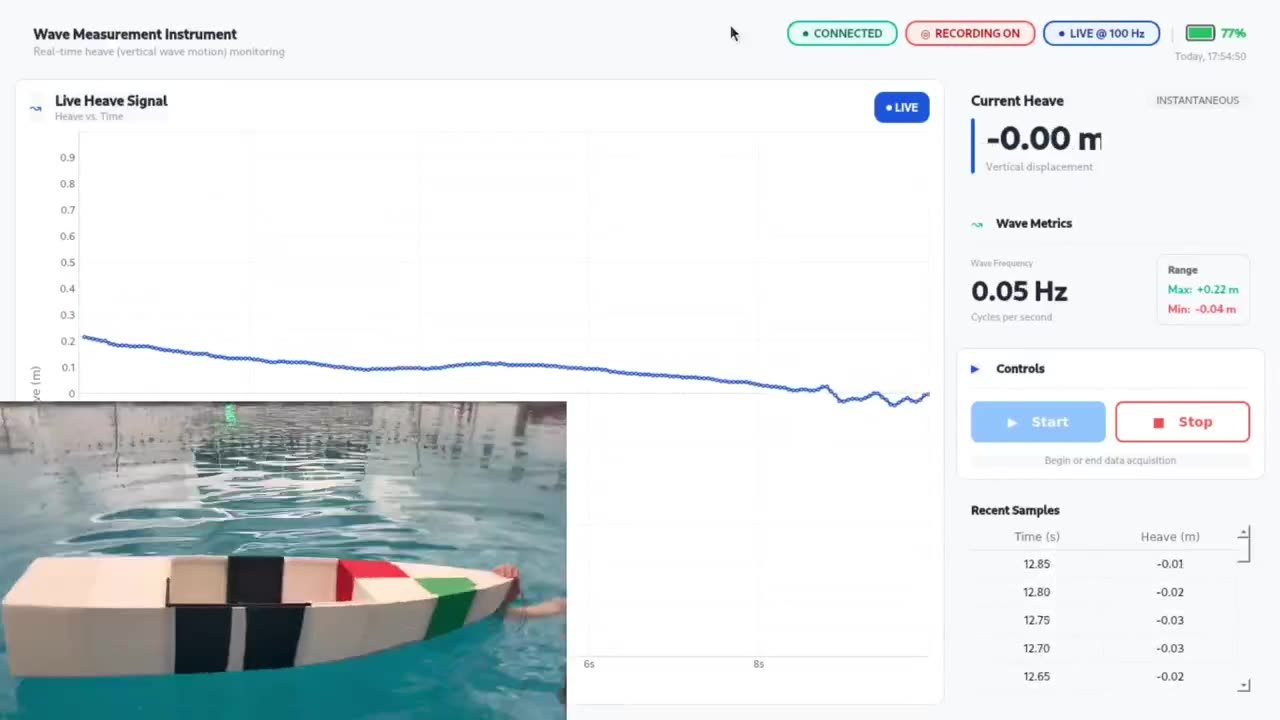 Wave Measurement Instrument
Real-time heave (vertical wave motion) monitoring
CONNECTED
RECORDING ON
LIVE @ 100 Hz
77%
Today, 17:54:50
Live Heave Signal
Heave vs. Time
LIVE
0.9
0.8
0.7
0.6
0.5
0.4
0.3
0.2
0.1
0
ve (m)
6s
8s
Current Heave
INSTANTANEOUS
-0.00 m
Vertical displacement
Wave Metrics
Wave Frequency
0.05 Hz
Cycles per second
Range
Max: +0.22 m
Min: -0.04 m
Controls
Start
Stop
Begin or end data acquisition
Recent Samples
Time (s) Heave (m)
12.85 -0.01
12.80 -0.02
12.75 -0.03
12.70 -0.03
12.65 -0.02